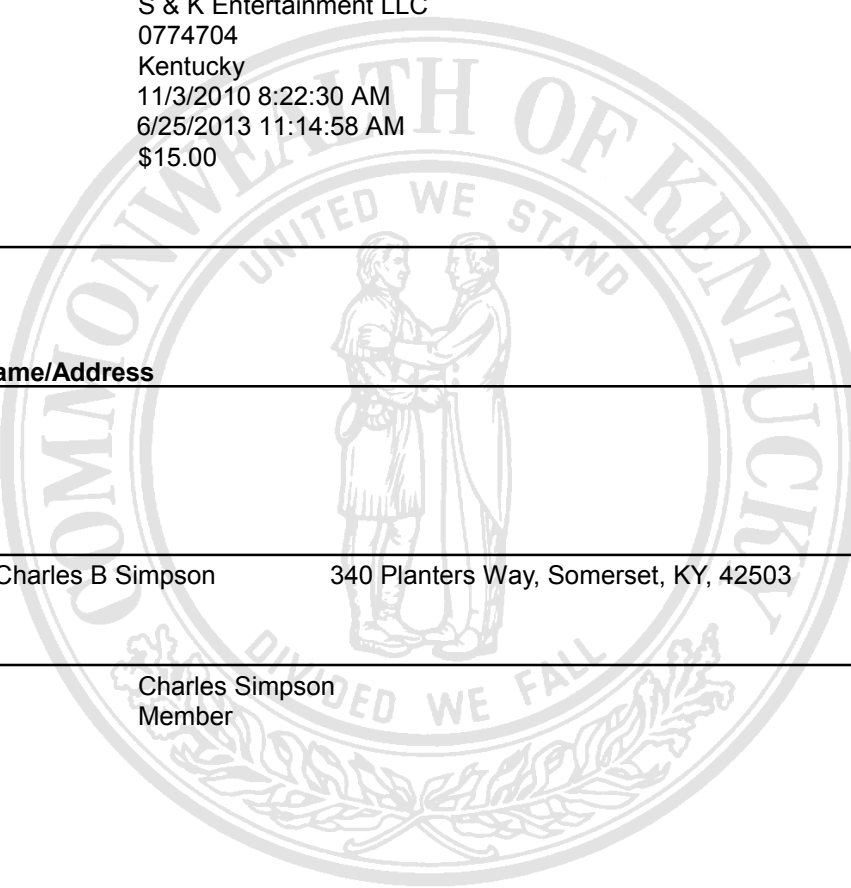 S & K Entertainment LLC
0774704
Kentucky
11/3/2010 8:22:30 AM
6/25/2013 11:14:58 AM
$15.00
COMMONWEALTH OF KENTUCKY
UNITED WE STAND
ame/Address
Charles B Simpson 340 Planters Way, Somerset, KY, 42503
DIVIDED WE FALL
Charles Simpson
Member